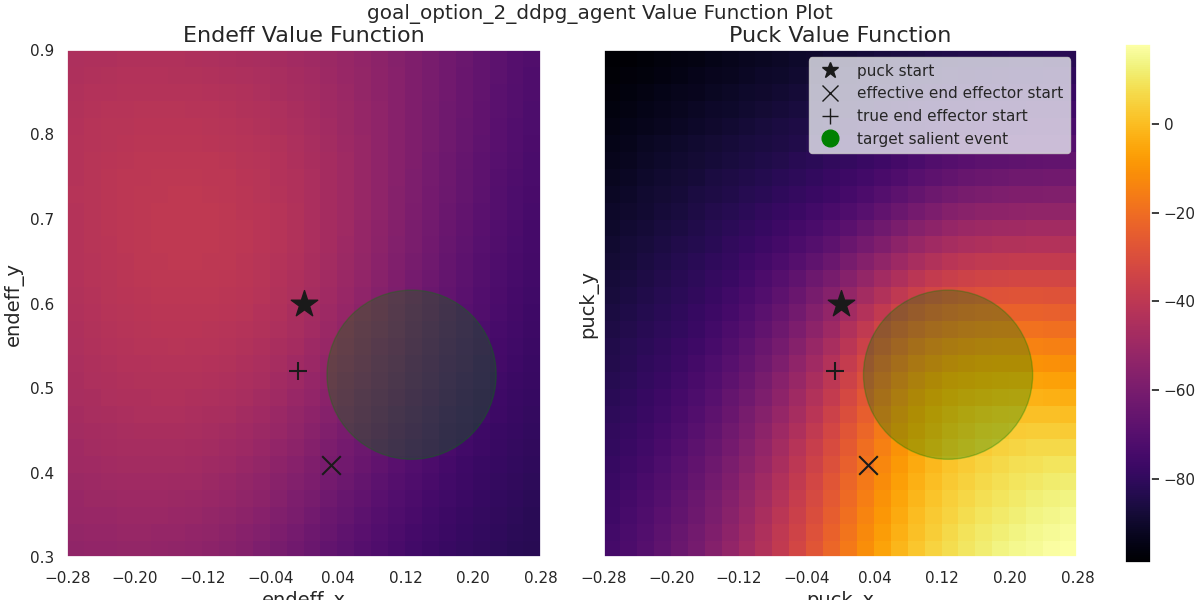 goal_option_2_ddpg_agent Value Function Plot
Endeff Value Function
Puck Value Function
endeff_y
0.9
0.8
0.7
0.6
0.5
0.4
0.3
−0.28 −0.20 −0.12 −0.04 0.04 0.12 0.20 0.28
endeff_x
puck_y
puck start
effective end effector start
true end effector start
target salient event
−0.28 −0.20 −0.12 −0.04 0.04 0.12 0.20 0.28
puck_x
0
−20
−40
−60
−80